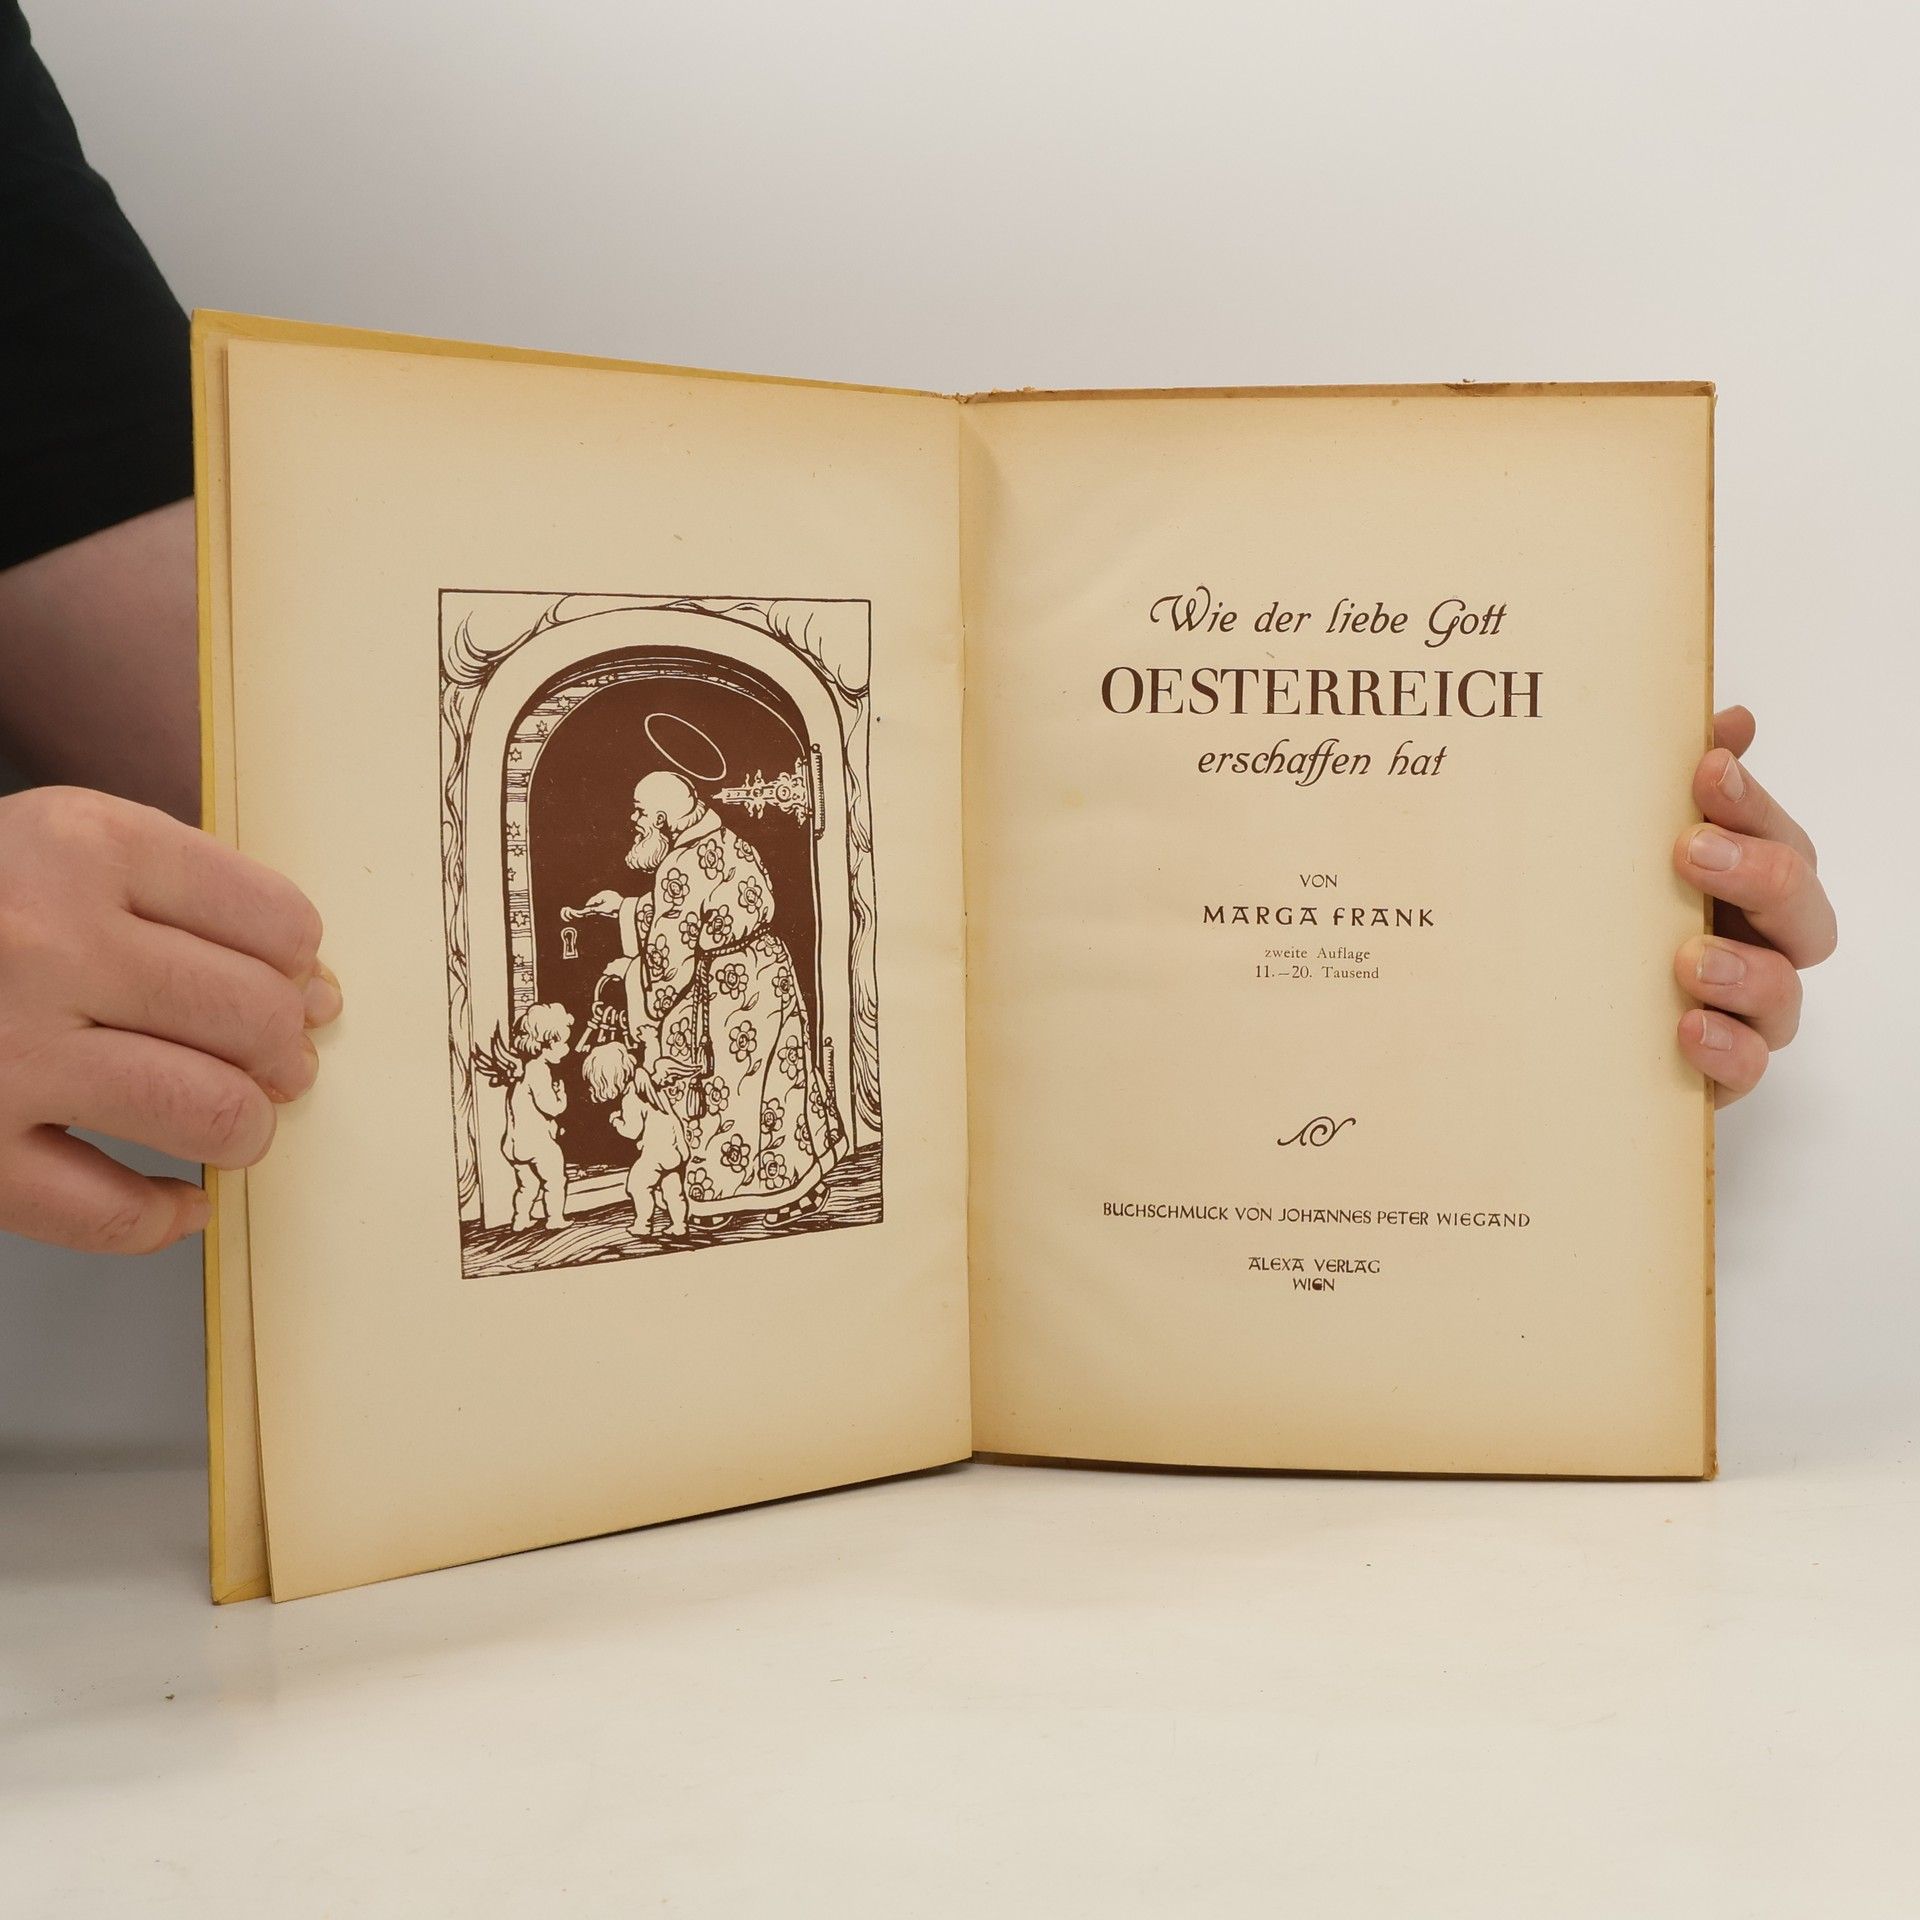 Wie der liebe Gott
OESTERREICH
erschaffen hat
VON
MARGA FRANK
zweite Auflage
11.—20. Tausend
BUCHSCHMUCK VON JOHANNES PETER WIEGAND
ALEXA VERLAG
WIEN